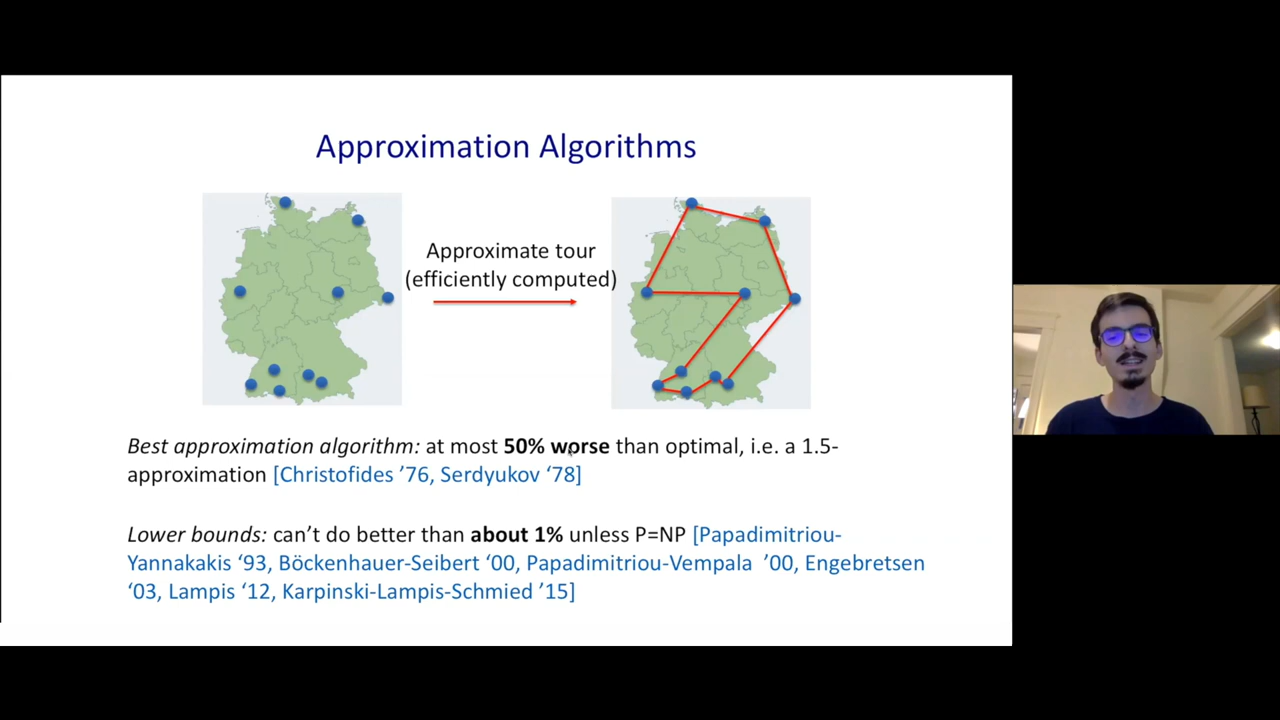 Approximation Algorithms
Approximate tour
(efficiently computed)
Best approximation algorithm: at most 50% worse than optimal, i.e. a 1.5-
approximation [Christofides ’76, Serdyukov ‘78]
Lower bounds: can’t do better than about 1% unless P=NP [Papadimitriou-
Yannakakis ‘93, Böckenhauer-Seibert ‘00, Papadimitriou-Vempala ’00, Engebretsen
‘03, Lampis ‘12, Karpinski-Lampis-Schmied ’15]